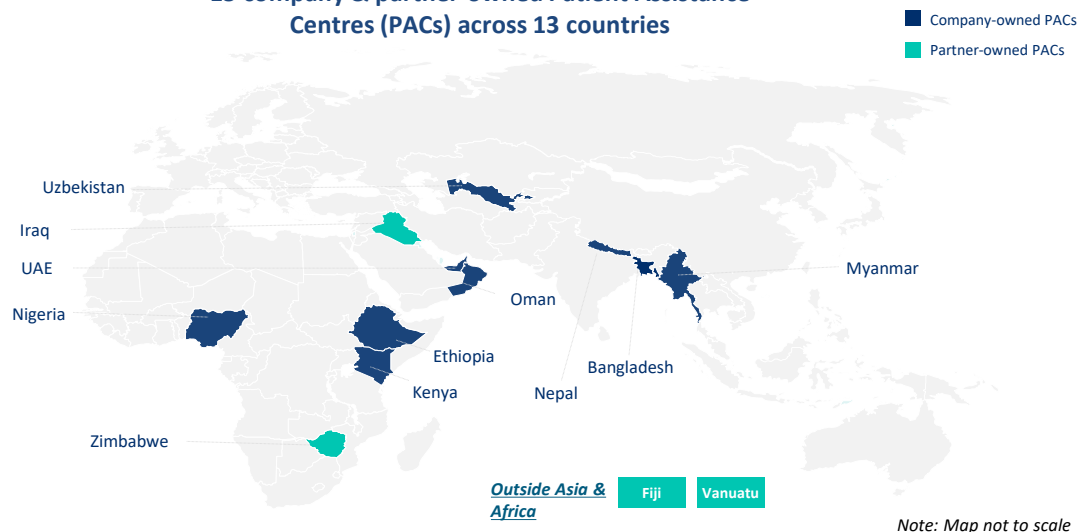 Centres (PACs) across 13 countries
Company-owned PACs
Partner-owned PACs
Uzbekistan
Iraq
UAE
Nigeria
Oman
Myanmar
Ethiopia
Bangladesh
Kenya
Nepal
Zimbabwe
Outside Asia &
Africa
Fiji
Vanuatu
Note: Map not to scale